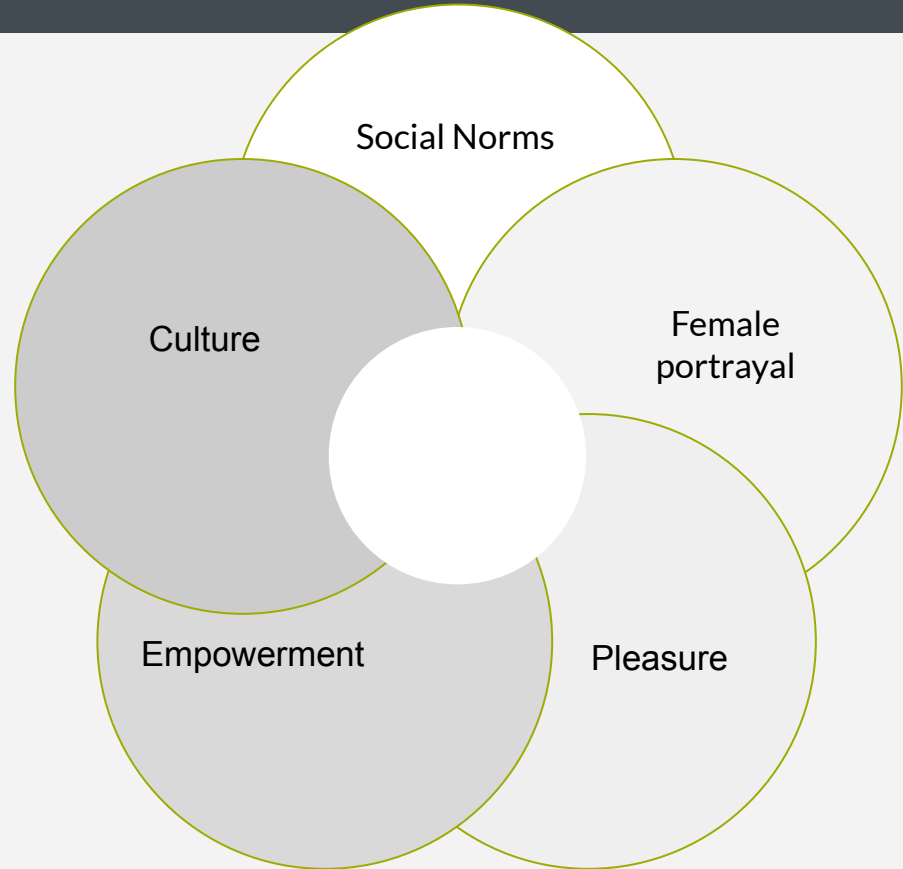 Social Norms
Female
portrayal
Culture
Empowerment
Pleasure